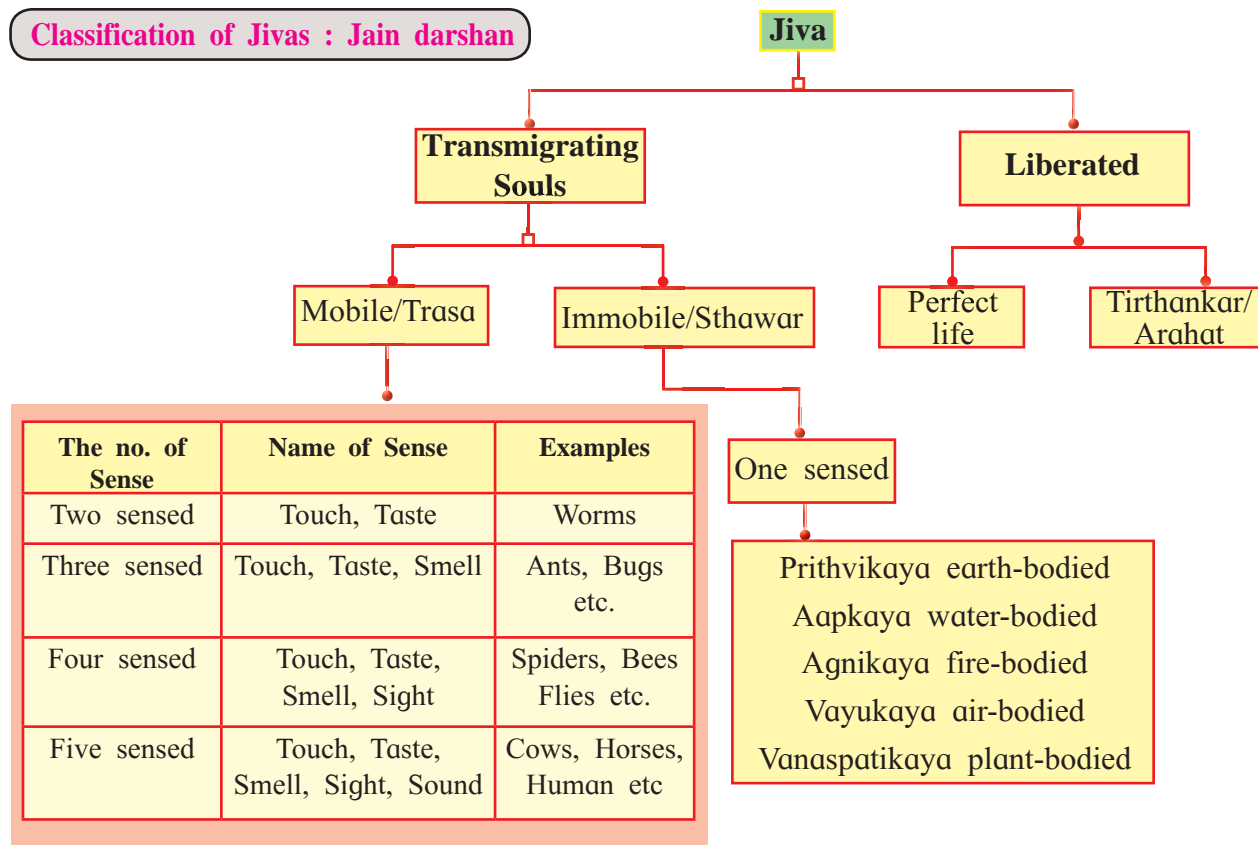 Classification of Jivas : Jain darshan
Jiva
Transmigrating
Souls
Liberated
Mobile/Trasa
Immobile/Sthawar
Perfect
life
Tirthankar/
Arahat
The no. of
Sense
Name of Sense
Examples
Two sensed
Touch, Taste
Worms
Three sensed
Touch, Taste, Smell
Ants, Bugs
etc.
Four sensed
Touch, Taste,
Smell, Sight
Spiders, Bees
Flies etc.
Five sensed
Touch, Taste,
Smell, Sight, Sound
Cows, Horses,
Human etc
One sensed
Prithvikaya earth-bodied
Aapkaya water-bodied
Agnikaya fire-bodied
Vayukaya air-bodied
Vanaspatikaya plant-bodied